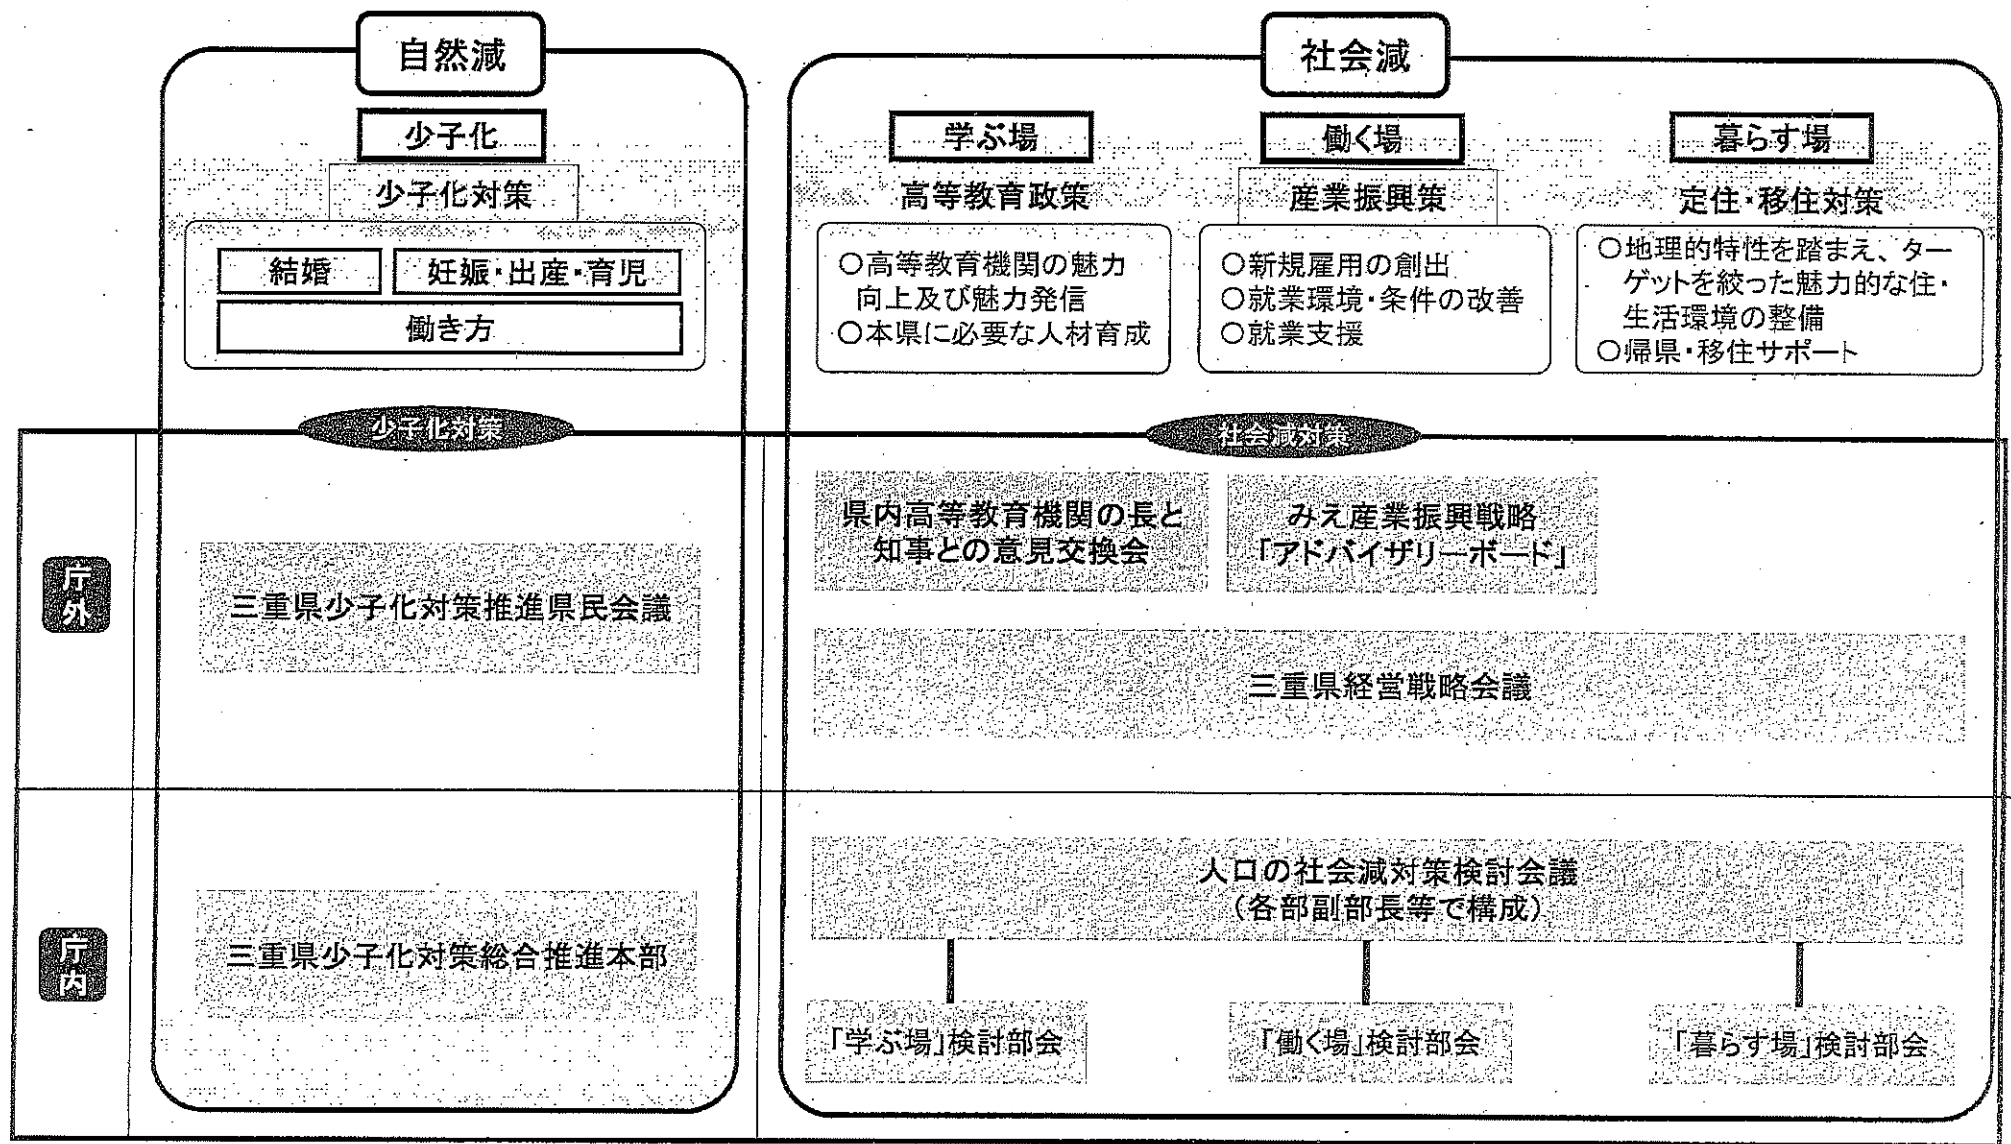 自然減
少子化
少子化対策
結婚
妊娠・出産・育児
働き方
社会減
学ぶ場
高等教育政策
○高等教育機関の魅力
向上及び魅力発信
○本県に必要な人材育成
働く場
産業振興策
○新規雇用の創出
○就業環境・条件の改善
○就業支援
暮らす場
定住・移住対策
○地理的特性を踏まえ、ター
ゲットを絞った魅力的な住・
生活環境の整備
○帰県・移住サポート
少子化対策
社会減対策
庁外
三重県少子化対策推進県民会議
県内高等教育機関の長と
知事との意見交換会
みえ産業振興戦略
「アドバイザリーボード」
三重県経営戦略会議
庁内
三重県少子化対策総合推進本部
人口の社会減対策検討会議
(各部副部長等で構成)
「学ぶ場」検討部会
「働く場」検討部会
「暮らす場」検討部会